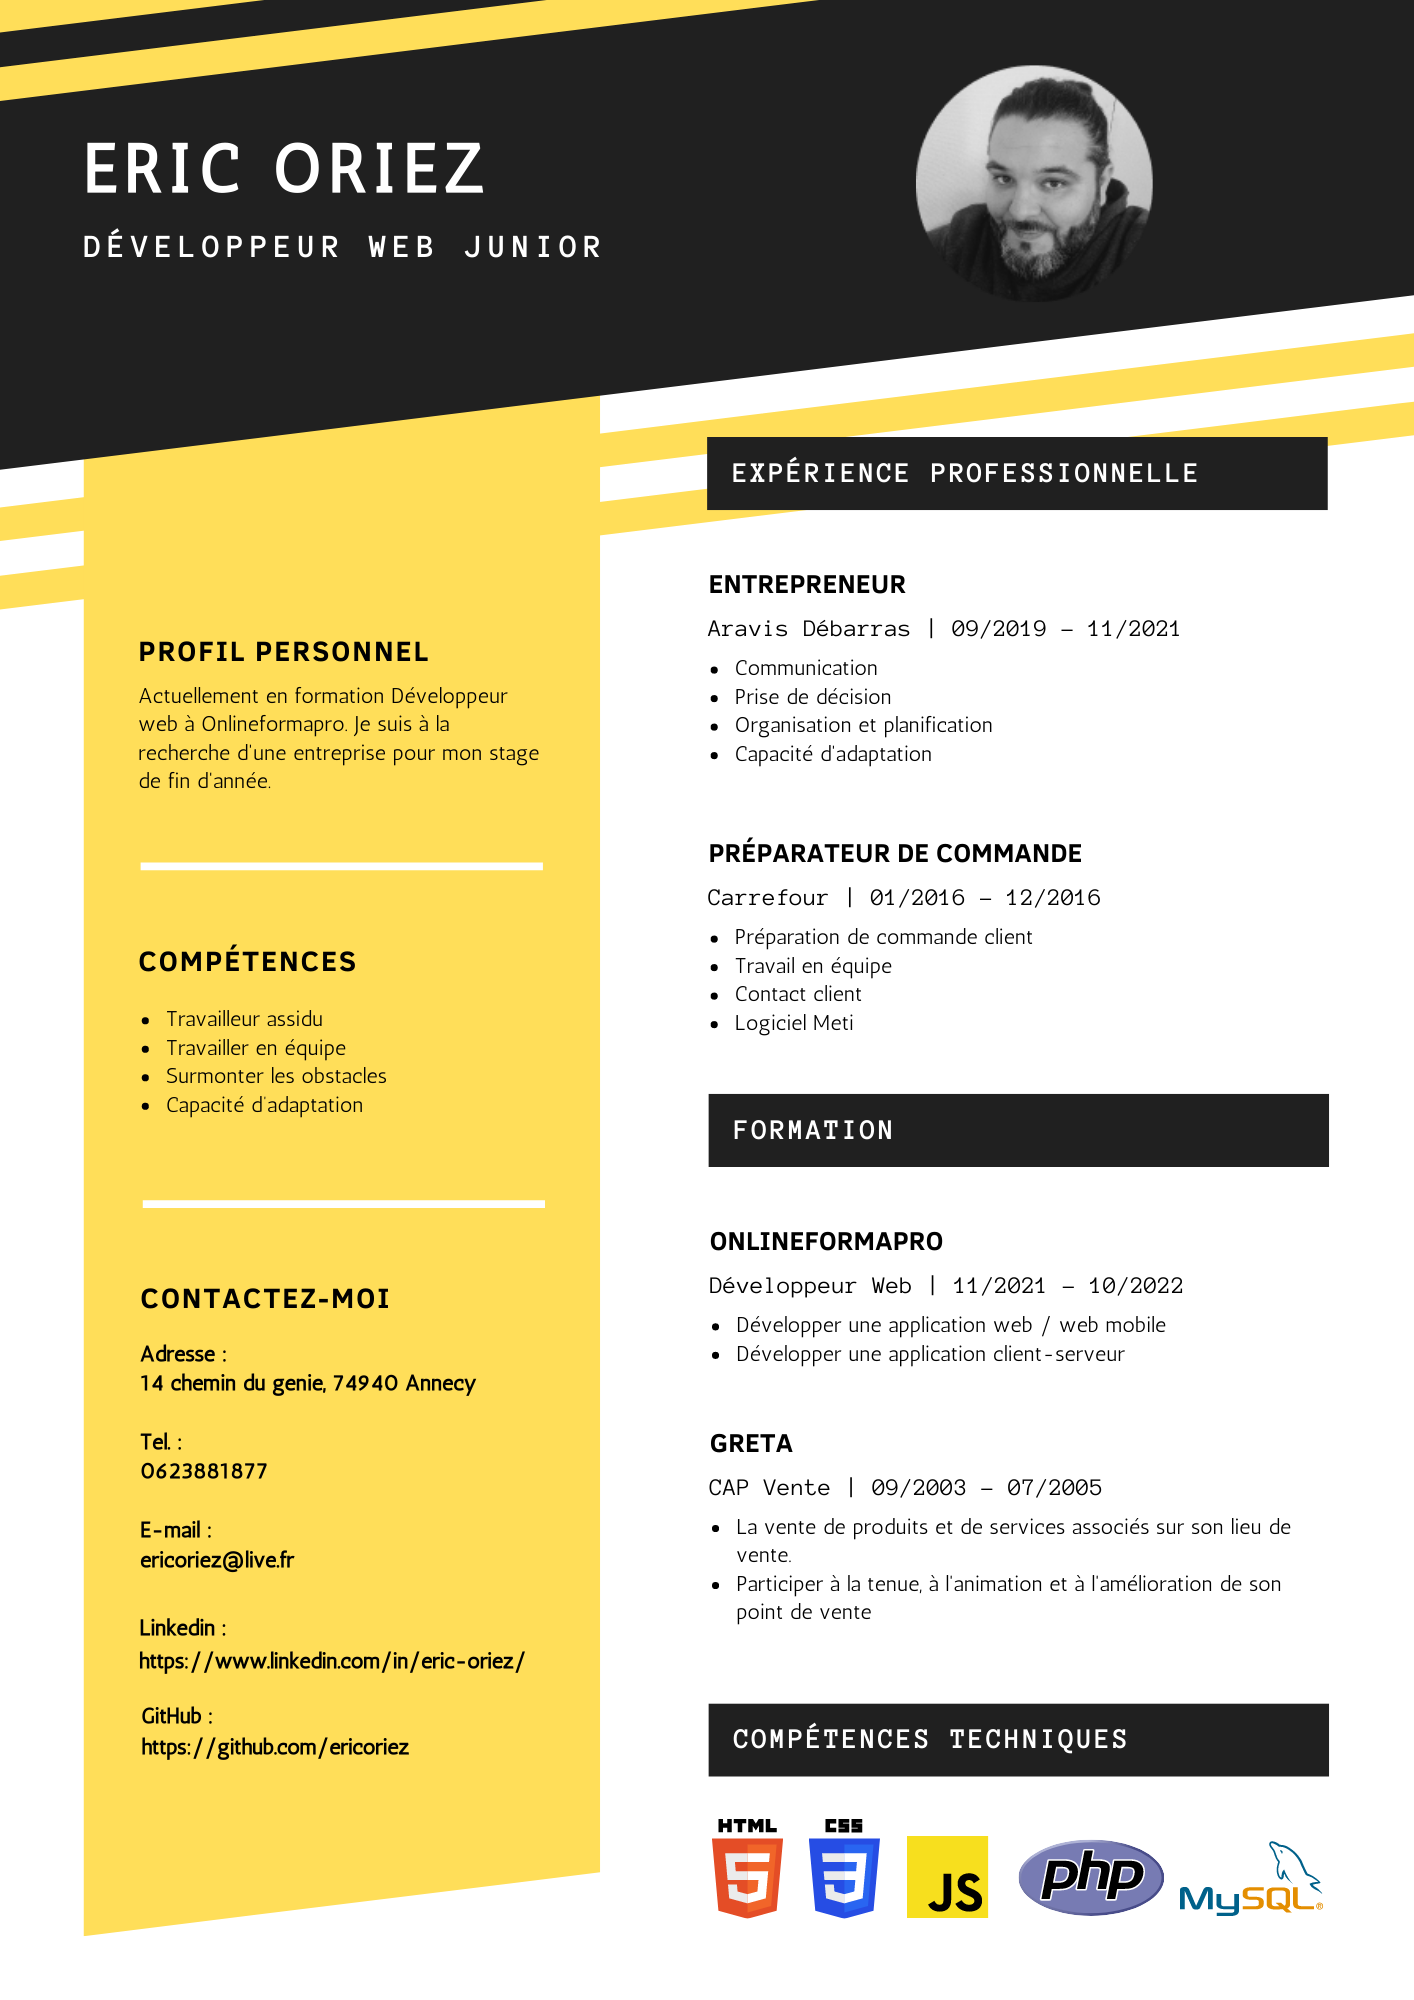 ERIC ORIEZ
DÉVELOPPEUR WEB JUNIOR
PROFIL PERSONNEL
Actuellement en formation Développeur
web à Onlineformapro. Je suis à la
recherche d'une entreprise pour mon stage
de fin d'année.
COMPÉTENCES
• Travailleur assidu
• Travailler en équipe
• Surmonter les obstacles
• Capacité d'adaptation
CONTACTEZ-MOI
Adresse :
14 chemin du genie, 74940 Annecy
Tel. :
0623881877
E-mail :
ericoriez@live.fr
Linkedin :
https://www.linkedin.com/in/eric-oriez/
GitHub :
https://github.com/ericoriez
EXPÉRIENCE PROFESSIONNELLE
ENTREPRENEUR
Aravis Débarras | 09/2019 – 11/2021
• Communication
• Prise de décision
• Organisation et planification
• Capacité d'adaptation
PRÉPARATEUR DE COMMANDE
Carrefour | 01/2016 – 12/2016
• Préparation de commande client
• Travail en équipe
• Contact client
• Logiciel Meti
FORMATION
ONLINEFORMAPRO
Développeur Web | 11/2021 – 10/2022
• Développer une application web / web mobile
• Développer une application client-serveur
GRETA
CAP Vente | 09/2003 – 07/2005
• La vente de produits et de services associés sur son lieu de
vente.
• Participer à la tenue, à l'animation et à l'amélioration de son
point de vente
COMPÉTENCES TECHNIQUES
HTML 5 CSS 3 JS php MySQL®